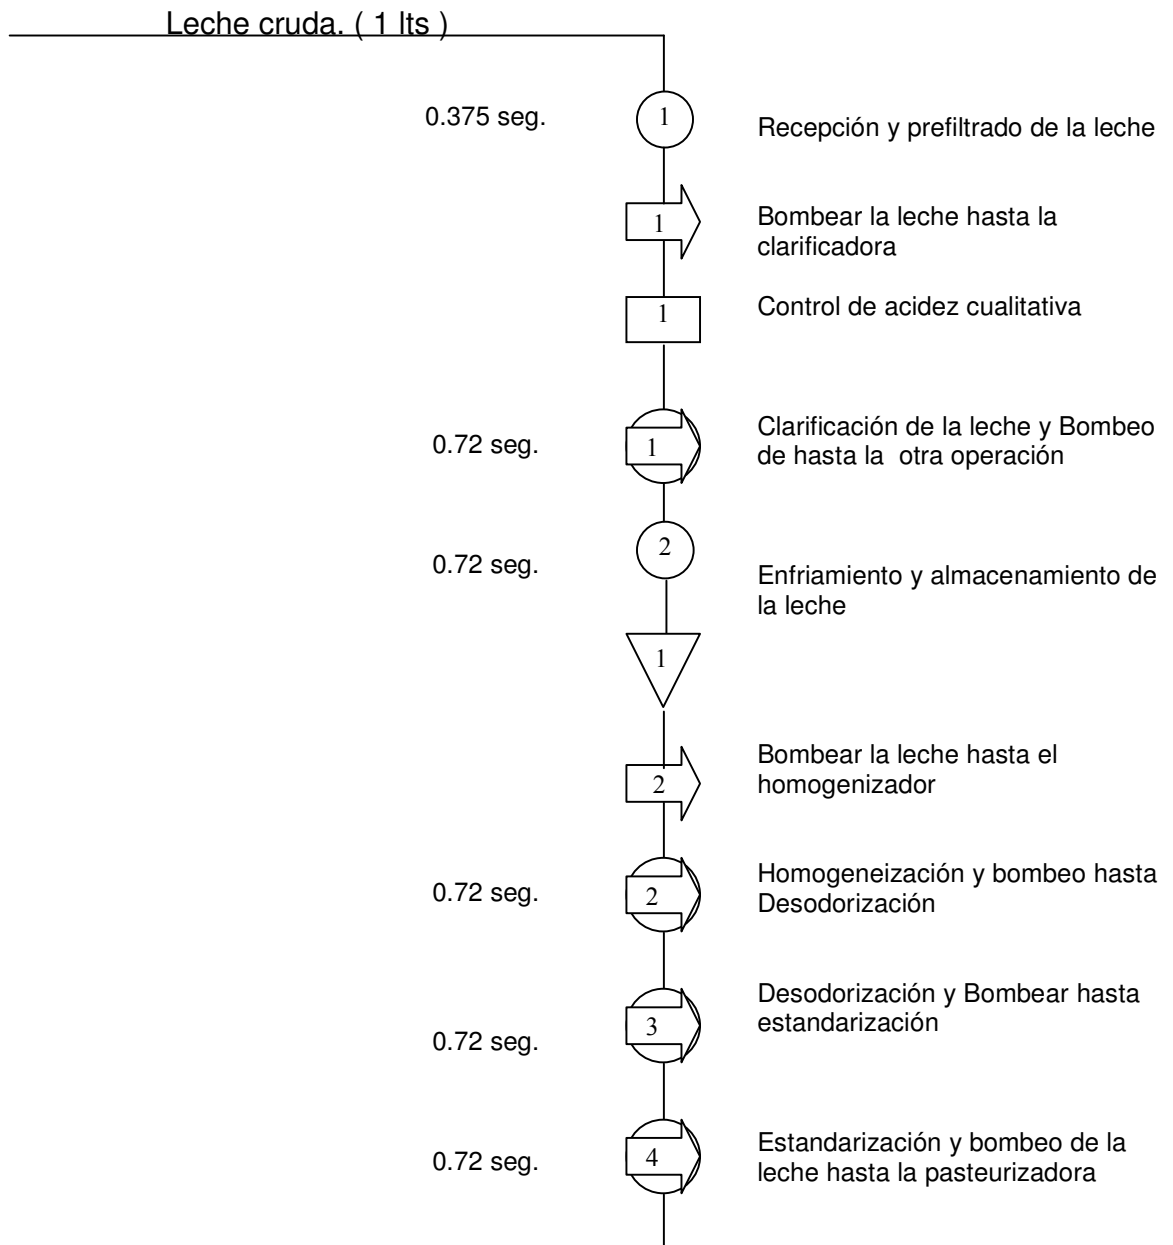 Leche cruda. ( 1 lts )
0.375 seg.
1
Recepción y prefiltrado de la leche
1
Bombear la leche hasta la
clarificadora
1
Control de acidez cualitativa
0.72 seg.
1
Clarificación de la leche y Bombeo
de hasta la otra operación
0.72 seg.
2
Enfriamiento y almacenamiento de
la leche
1
2
Bombear la leche hasta el
homogenizador
0.72 seg.
2
Homogeneización y bombeo hasta
Desodorización
0.72 seg.
3
Desodorización y Bombear hasta
estandarización
0.72 seg.
4
Estandarización y bombeo de la
leche hasta la pasteurizadora